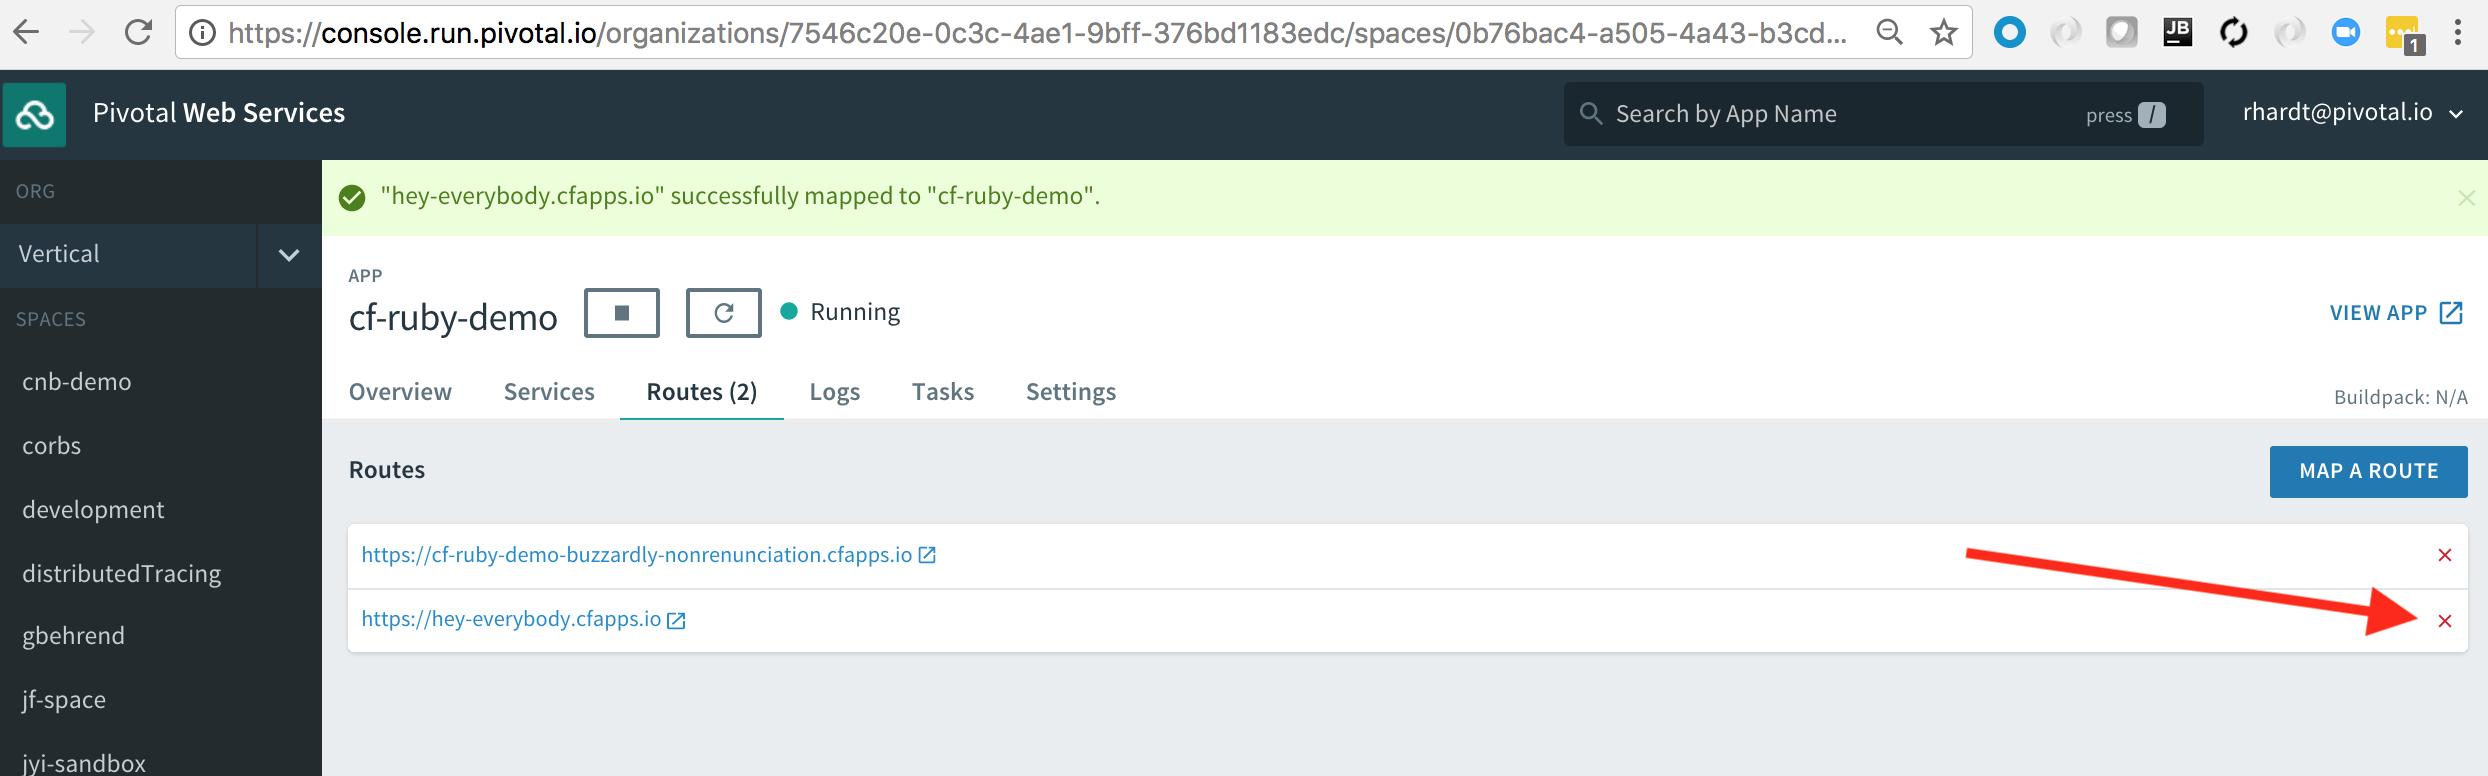 https://console.run.pivotal.io/organizations/7546c20e-0c3c-4ae1-9bff-376bd1183edc/spaces/0b76bac4-a505-4a43-b3cd...
JB
1
Pivotal Web Services
Search by App Name
press /
rhardt@pivotal.io
ORG
"hey-everybody.cfapps.io" successfully mapped to "cf-ruby-demo".
Vertical
APP
cf-ruby-demo
Running
VIEW APP
SPACES
cnb-demo
corbs
development
distributedTracing
gbehrend
jf-space
jyi-sandbox
Overview
Services
Routes (2)
Logs
Tasks
Settings
Buildpack: N/A
Routes
MAP A ROUTE
https://cf-ruby-demo-buzzardly-nonrenunciation.cfapps.io
https://hey-everybody.cfapps.io